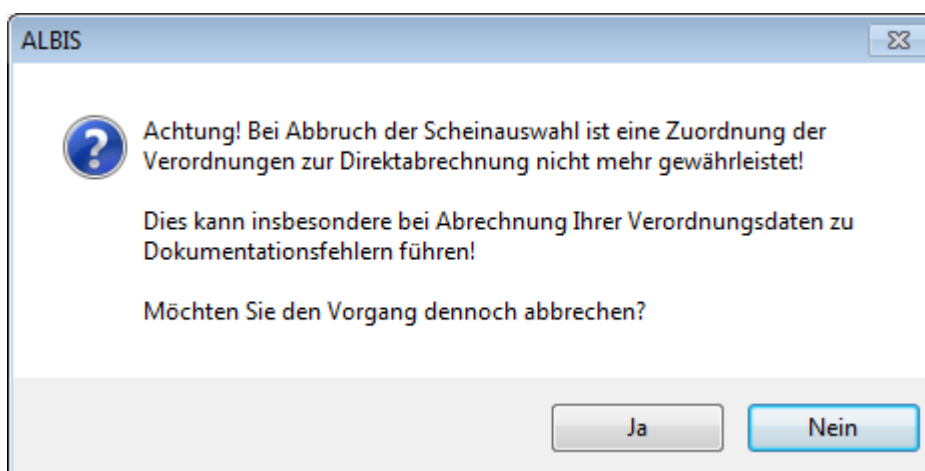 ALBIS
Achtung! Bei Abbruch der Scheinauswahl ist eine Zuordnung der
Verordnungen zur Direktabrechnung nicht mehr gewährleistet!
Dies kann insbesondere bei Abrechnung Ihrer Verordnungsdaten zu
Dokumentationsfehlern führen!
Möchten Sie den Vorgang dennoch abbrechen?
Ja Nein